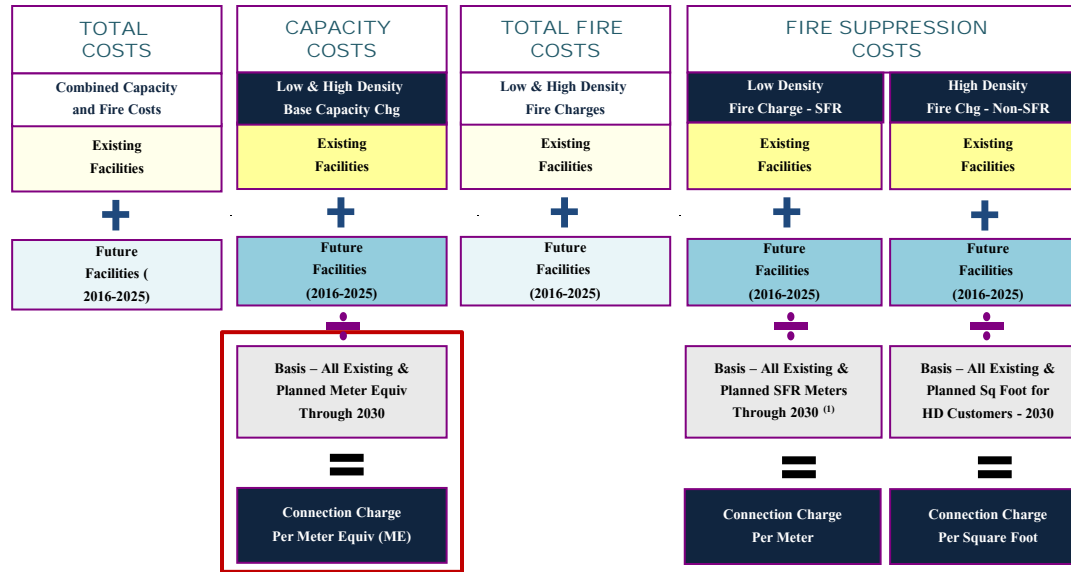 TOTAL
COSTS
CAPACITY
COSTS
TOTAL FIRE
COSTS
FIRE SUPPRESSION
COSTS
Combined Capacity
and Fire Costs
Low & High Density
Base Capacity Chg
Low & High Density
Fire Charges
Low Density
Fire Charge - SFR
High Density
Fire Chg - Non-SFR
Existing
Facilities
Existing
Facilities
Existing
Facilities
Existing
Facilities
Existing
Facilities
+
+
+
+
+
Future
Facilities (
2016-2025)
Future
Facilities
(2016-2025)
Future
Facilities
(2016-2025)
Future
Facilities
(2016-2025)
Future
Facilities
(2016-2025)
÷
÷
÷
Basis – All Existing &
Planned Meter Equiv
Through 2030
Basis – All Existing &
Planned SFR Meters
Through 2030 (1)
Basis – All Existing &
Planned Sq Foot for
HD Customers - 2030
=
=
=
Connection Charge
Per Meter Equiv (ME)
Connection Charge
Per Meter
Connection Charge
Per Square Foot